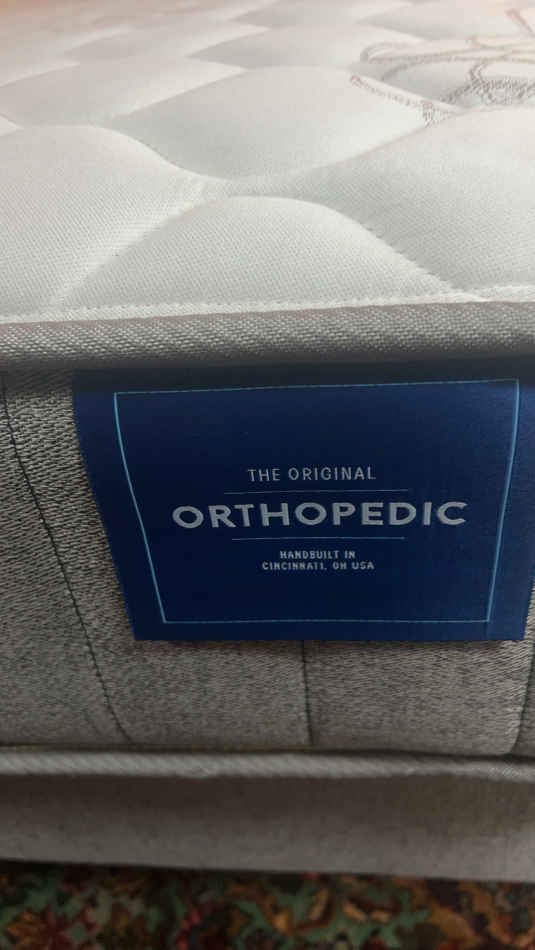 THE ORIGINAL
ORTHOPEDIC
HANDBUILT IN
CINCINNATI, OH USA